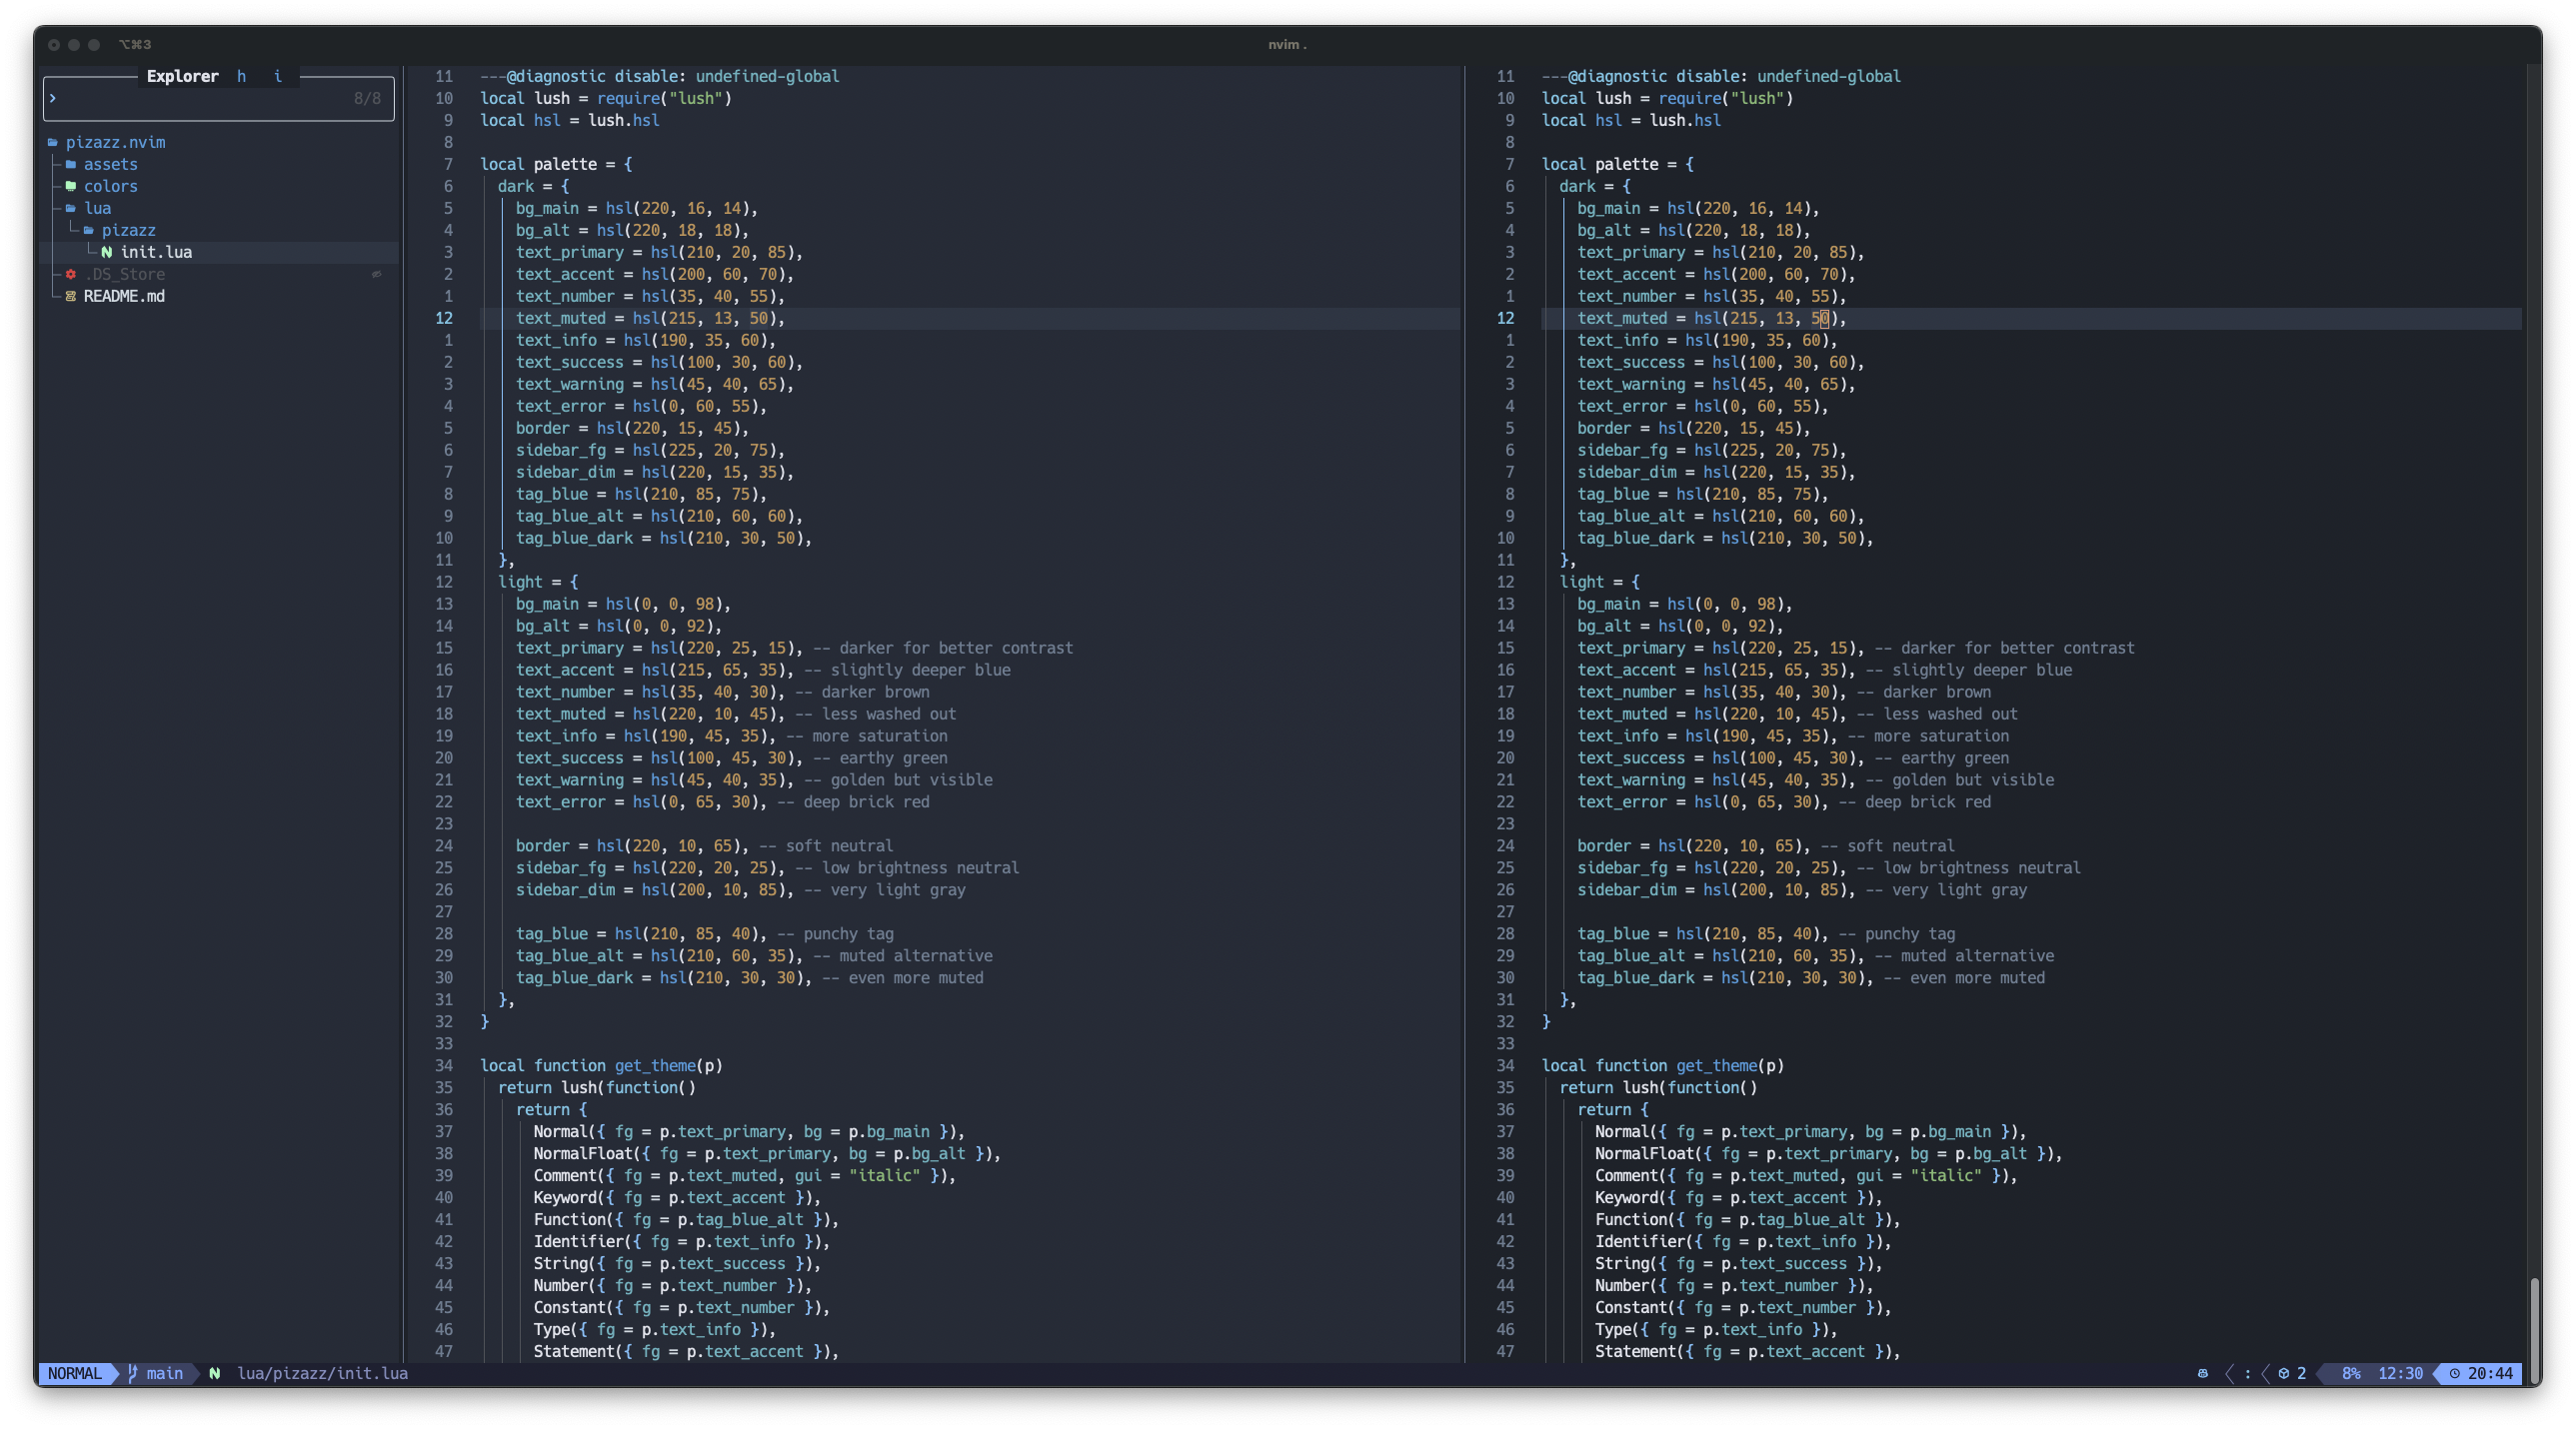 ⌥⌘3
nvim .
Explorer h i
8/8
pizazz.nvim
assets
colors
lua
pizazz
init.lua
.DS_Store
README.md
11 ---@diagnostic disable: undefined-global
10 local lush = require("lush")
9 local hsl = lush.hsl
8
7 local palette = {
6 dark = {
5 bg_main = hsl(220, 16, 14),
4 bg_alt = hsl(220, 18, 18),
3 text_primary = hsl(210, 20, 85),
2 text_accent = hsl(200, 60, 70),
1 text_number = hsl(35, 40, 55),
12 text_muted = hsl(215, 13, 50),
1 text_info = hsl(190, 35, 60),
2 text_success = hsl(100, 30, 60),
3 text_warning = hsl(45, 40, 65),
4 text_error = hsl(0, 60, 55),
5 border = hsl(220, 15, 45),
6 sidebar_fg = hsl(225, 20, 75),
7 sidebar_dim = hsl(220, 15, 35),
8 tag_blue = hsl(210, 85, 75),
9 tag_blue_alt = hsl(210, 60, 60),
10 tag_blue_dark = hsl(210, 30, 50),
11 },
12 light = {
13 bg_main = hsl(0, 0, 98),
14 bg_alt = hsl(0, 0, 92),
15 text_primary = hsl(220, 25, 15), -- darker for better contrast
16 text_accent = hsl(215, 65, 35), -- slightly deeper blue
17 text_number = hsl(35, 40, 30), -- darker brown
18 text_muted = hsl(220, 10, 45), -- less washed out
19 text_info = hsl(190, 45, 35), -- more saturation
20 text_success = hsl(100, 45, 30), -- earthy green
21 text_warning = hsl(45, 40, 35), -- golden but visible
22 text_error = hsl(0, 65, 30), -- deep brick red
23
24 border = hsl(220, 10, 65), -- soft neutral
25 sidebar_fg = hsl(220, 20, 25), -- low brightness neutral
26 sidebar_dim = hsl(200, 10, 85), -- very light gray
27
28 tag_blue = hsl(210, 85, 40), -- punchy tag
29 tag_blue_alt = hsl(210, 60, 35), -- muted alternative
30 tag_blue_dark = hsl(210, 30, 30), -- even more muted
31 },
32 }
33
34 local function get_theme(p)
35 return lush(function()
36 return {
37 Normal({ fg = p.text_primary, bg = p.bg_main }),
38 NormalFloat({ fg = p.text_primary, bg = p.bg_alt }),
39 Comment({ fg = p.text_muted, gui = "italic" }),
40 Keyword({ fg = p.text_accent }),
41 Function({ fg = p.tag_blue_alt }),
42 Identifier({ fg = p.text_info }),
43 String({ fg = p.text_success }),
44 Number({ fg = p.text_number }),
45 Constant({ fg = p.text_number }),
46 Type({ fg = p.text_info }),
47 Statement({ fg = p.text_accent }),
11 ---@diagnostic disable: undefined-global
10 local lush = require("lush")
9 local hsl = lush.hsl
8
7 local palette = {
6 dark = {
5 bg_main = hsl(220, 16, 14),
4 bg_alt = hsl(220, 18, 18),
3 text_primary = hsl(210, 20, 85),
2 text_accent = hsl(200, 60, 70),
1 text_number = hsl(35, 40, 55),
12 text_muted = hsl(215, 13, 50),
1 text_info = hsl(190, 35, 60),
2 text_success = hsl(100, 30, 60),
3 text_warning = hsl(45, 40, 65),
4 text_error = hsl(0, 60, 55),
5 border = hsl(220, 15, 45),
6 sidebar_fg = hsl(225, 20, 75),
7 sidebar_dim = hsl(220, 15, 35),
8 tag_blue = hsl(210, 85, 75),
9 tag_blue_alt = hsl(210, 60, 60),
10 tag_blue_dark = hsl(210, 30, 50),
11 },
12 light = {
13 bg_main = hsl(0, 0, 98),
14 bg_alt = hsl(0, 0, 92),
15 text_primary = hsl(220, 25, 15), -- darker for better contrast
16 text_accent = hsl(215, 65, 35), -- slightly deeper blue
17 text_number = hsl(35, 40, 30), -- darker brown
18 text_muted = hsl(220, 10, 45), -- less washed out
19 text_info = hsl(190, 45, 35), -- more saturation
20 text_success = hsl(100, 45, 30), -- earthy green
21 text_warning = hsl(45, 40, 35), -- golden but visible
22 text_error = hsl(0, 65, 30), -- deep brick red
23
24 border = hsl(220, 10, 65), -- soft neutral
25 sidebar_fg = hsl(220, 20, 25), -- low brightness neutral
26 sidebar_dim = hsl(200, 10, 85), -- very light gray
27
28 tag_blue = hsl(210, 85, 40), -- punchy tag
29 tag_blue_alt = hsl(210, 60, 35), -- muted alternative
30 tag_blue_dark = hsl(210, 30, 30), -- even more muted
31 },
32 }
33
34 local function get_theme(p)
35 return lush(function()
36 return {
37 Normal({ fg = p.text_primary, bg = p.bg_main }),
38 NormalFloat({ fg = p.text_primary, bg = p.bg_alt }),
39 Comment({ fg = p.text_muted, gui = "italic" }),
40 Keyword({ fg = p.text_accent }),
41 Function({ fg = p.tag_blue_alt }),
42 Identifier({ fg = p.text_info }),
43 String({ fg = p.text_success }),
44 Number({ fg = p.text_number }),
45 Constant({ fg = p.text_number }),
46 Type({ fg = p.text_info }),
47 Statement({ fg = p.text_accent }),
NORMAL main lua/pizazz/init.lua : 2 8% 12:30 20:44